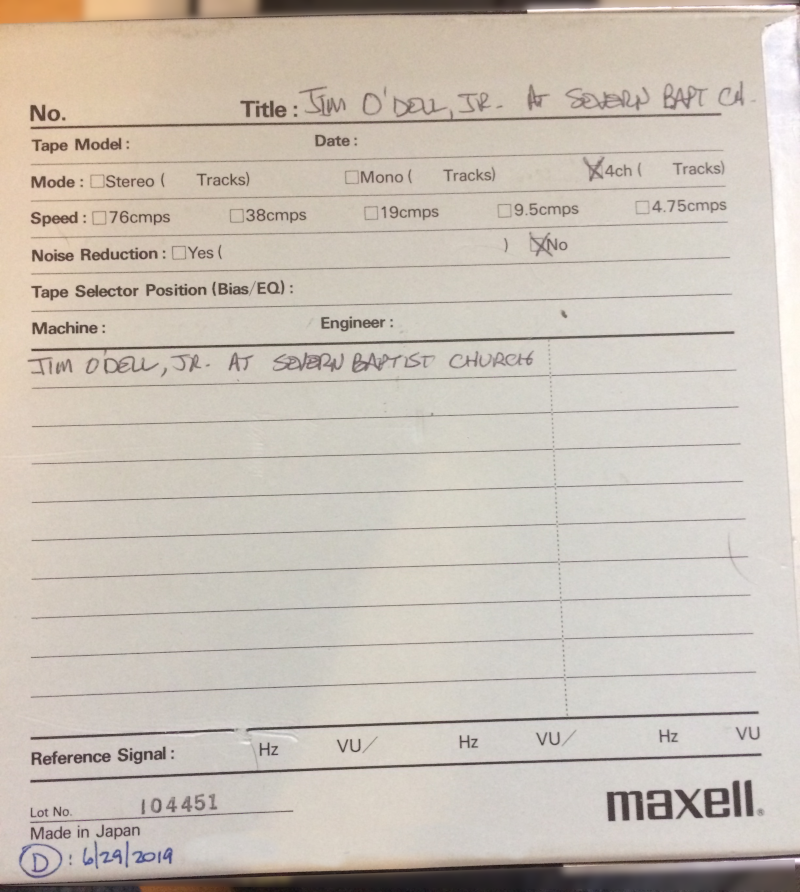 No. Title : JIM O'DELL, JR. AT SEVERN BAPT CH.
Tape Model : Date :
Mode : □Stereo ( Tracks) □Mono ( Tracks) ☒4ch ( Tracks)
Speed : □76cmps □38cmps □19cmps □9.5cmps □4.75cmps
Noise Reduction : □Yes ( ) ☒No
Tape Selector Position (Bias/EQ) :
Machine : Engineer :
JIM O'DELL, JR. AT SEVERN BAPTIST CHURCH
Reference Signal : Hz VU/ Hz VU/ Hz VU
Lot No. 104451
maxell®
Made in Japan
D : 6/29/2019